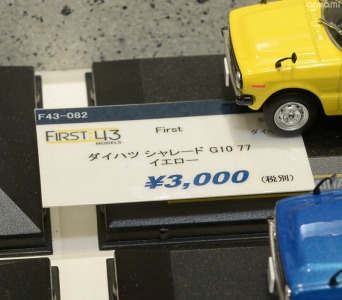 F43-082
FIRST:43
MODELS
First
ダイハツ シャレード G10 77
イエロー
¥3,000 (税別)